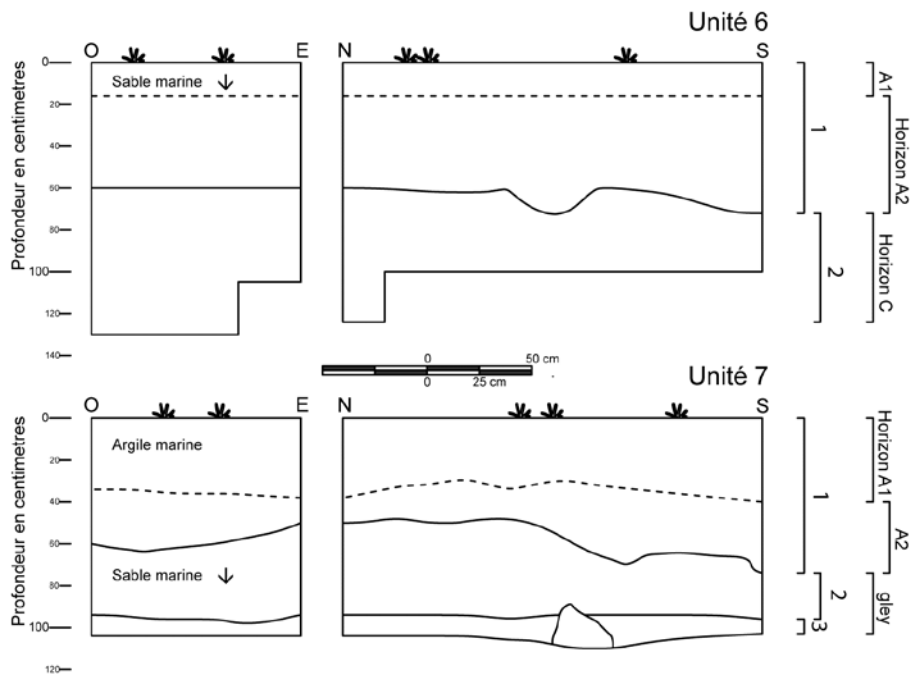 Unité 6
O E N S
Profondeur en centimetres
0
20
40
60
80
100
120
140
Sable marine
1
2
A1
Horizon A2
Horizon C
0 50 cm
0 25 cm
Unité 7
O E N S
Profondeur en centimetres
0
20
40
60
80
100
120
Argile marine
Sable marine
1
2
3
Horizon A1
A2
gley